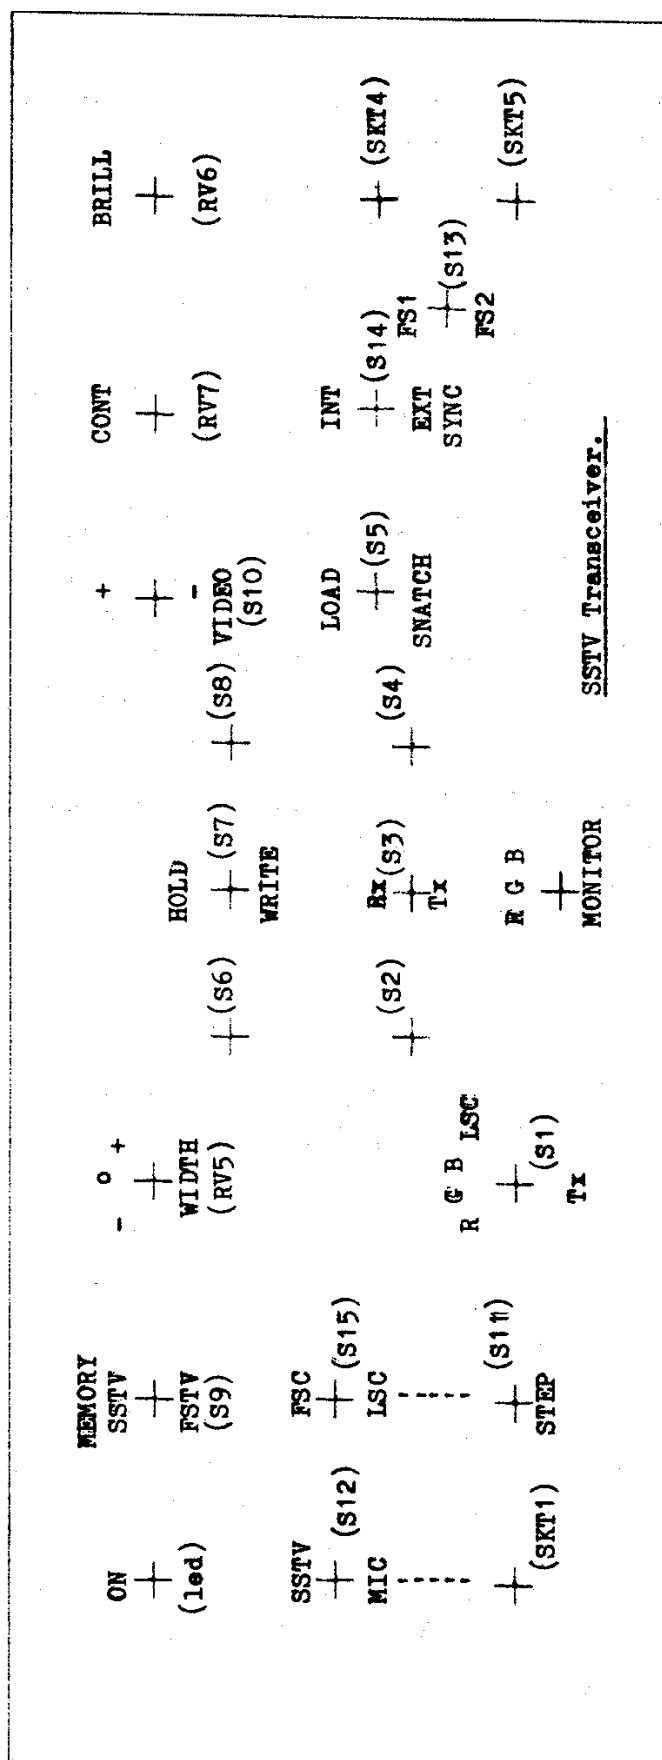 ON
(led)
MEMORY
SSTV
FSTV
(S9)
- o +
WIDTH
(RV5)
(S6)
HOLD
(S7)
WRITE
(S8)
+
-
VIDEO
(S10)
CONT
(RV7)
BRILL
(RV6)
SSTV
(S12)
MIC
FSC
(S15)
LSC
(S2)
Rx
(S3)
Tx
(S4)
LOAD
(S5)
SNATCH
INT
(S14)
EXT
SYNC
FS1
(S13)
FS2
(SKT4)
(SKT1)
(S11)
STEP
R G B LSC
(S1)
Tx
R G B
MONITOR
(SKT5)
SSTV Transceiver.